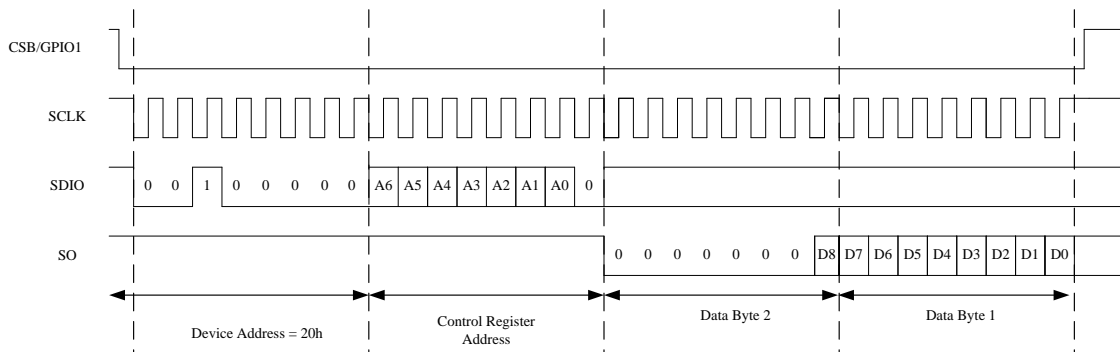 CSB/GPIO1
SCLK
SDIO 0 0 1 0 0 0 0 0 A6 A5 A4 A3 A2 A1 A0 0
SO 0 0 0 0 0 0 0 D8 D7 D6 D5 D4 D3 D2 D1 D0
Device Address = 20h
Control Register
Address
Data Byte 2
Data Byte 1